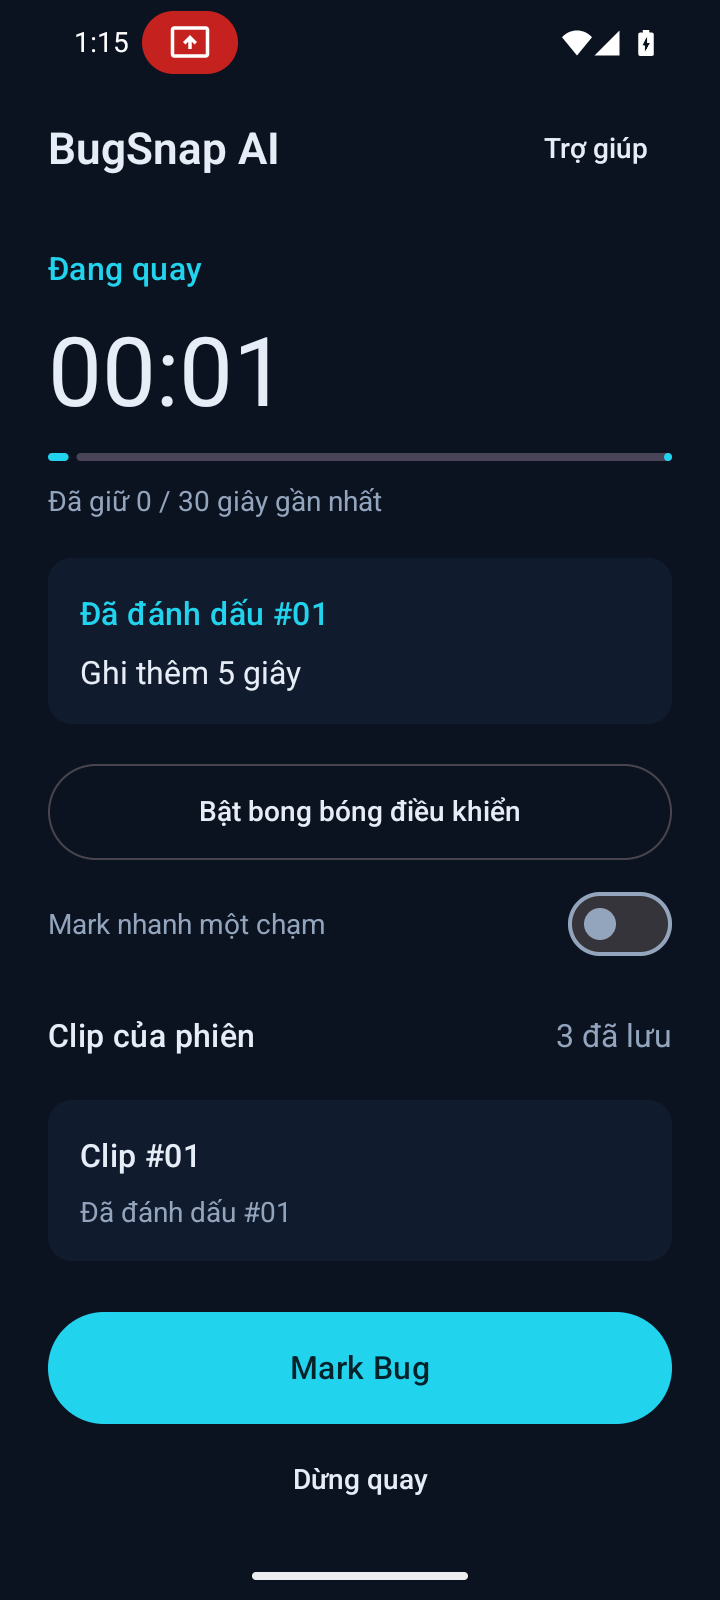 1:15
BugSnap AI
Trợ giúp
Đang quay
00:01
Đã giữ 0 / 30 giây gần nhất
Đã đánh dấu #01
Ghi thêm 5 giây
Bật bong bóng điều khiển
Mark nhanh một chạm
Clip của phiên
3 đã lưu
Clip #01
Đã đánh dấu #01
Mark Bug
Dừng quay